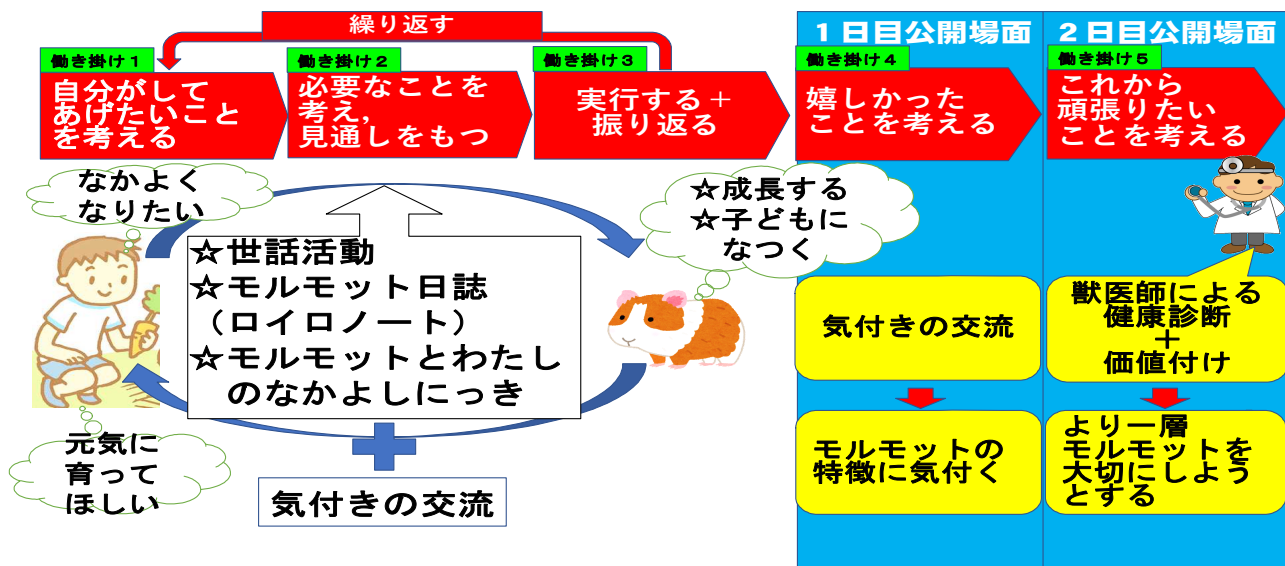 繰り返す
働き掛け１
自分がして
あげたいこと
を考える
働き掛け２
必要なことを
考え，
見通しをもつ
働き掛け３
実行する＋
振り返る
１日目公開場面
働き掛け４
嬉しかった
ことを考える
２日目公開場面
働き掛け５
これから
頑張りたい
ことを考える
なかよく
なりたい
☆世話活動
☆モルモット日誌
（ロイロノート）
☆モルモットとわたし
のなかよしにっき
☆成長する
☆子どもに
なつく
元気に
育って
ほしい
気付きの交流
気付きの交流
モルモットの
特徴に気付く
獣医師による
健康診断
＋
価値付け
より一層
モルモットを
大切にしよう
とする